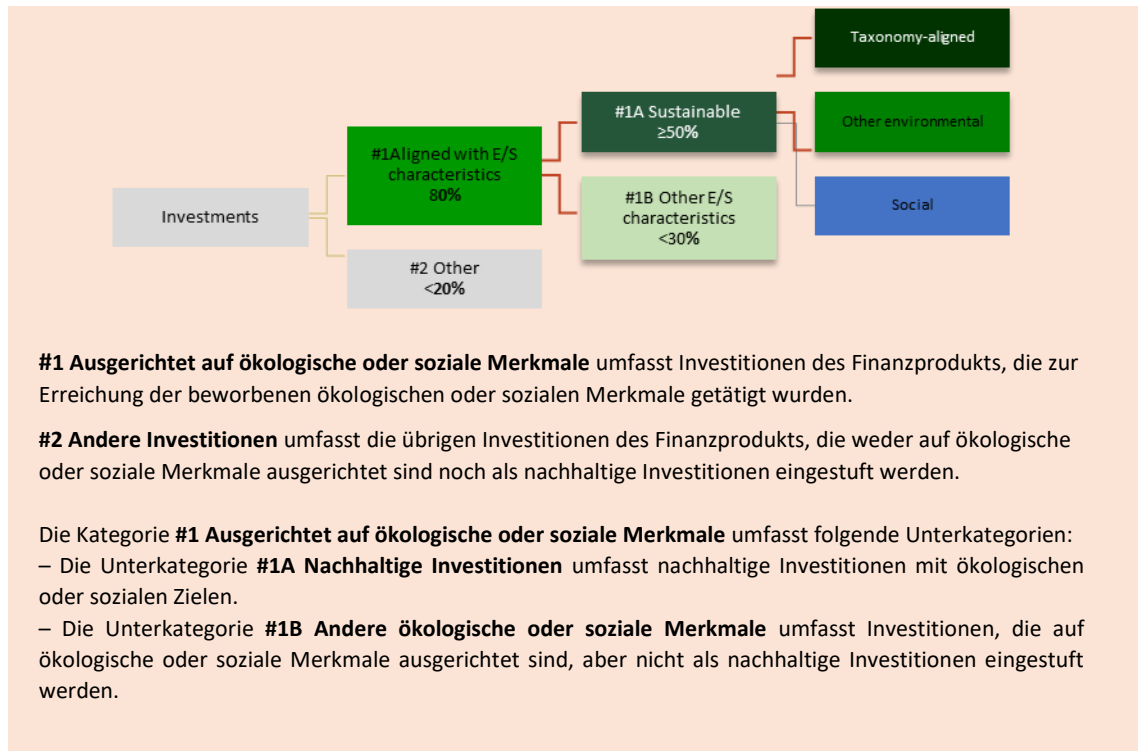 Taxonomy-aligned
#1A Sustainable
≥50%
Other environmental
#1Aligned with E/S
characteristics
80%
#1B Other E/S
characteristics
<30%
Social
Investments
#2 Other
<20%
#1 Ausgerichtet auf ökologische oder soziale Merkmale umfasst Investitionen des Finanzprodukts, die zur
Erreichung der beworbenen ökologischen oder sozialen Merkmale getätigt wurden.
#2 Andere Investitionen umfasst die übrigen Investitionen des Finanzprodukts, die weder auf ökologische
oder soziale Merkmale ausgerichtet sind noch als nachhaltige Investitionen eingestuft werden.
Die Kategorie #1 Ausgerichtet auf ökologische oder soziale Merkmale umfasst folgende Unterkategorien:
– Die Unterkategorie #1A Nachhaltige Investitionen umfasst nachhaltige Investitionen mit ökologischen
oder sozialen Zielen.
– Die Unterkategorie #1B Andere ökologische oder soziale Merkmale umfasst Investitionen, die auf
ökologische oder soziale Merkmale ausgerichtet sind, aber nicht als nachhaltige Investitionen eingestuft
werden.